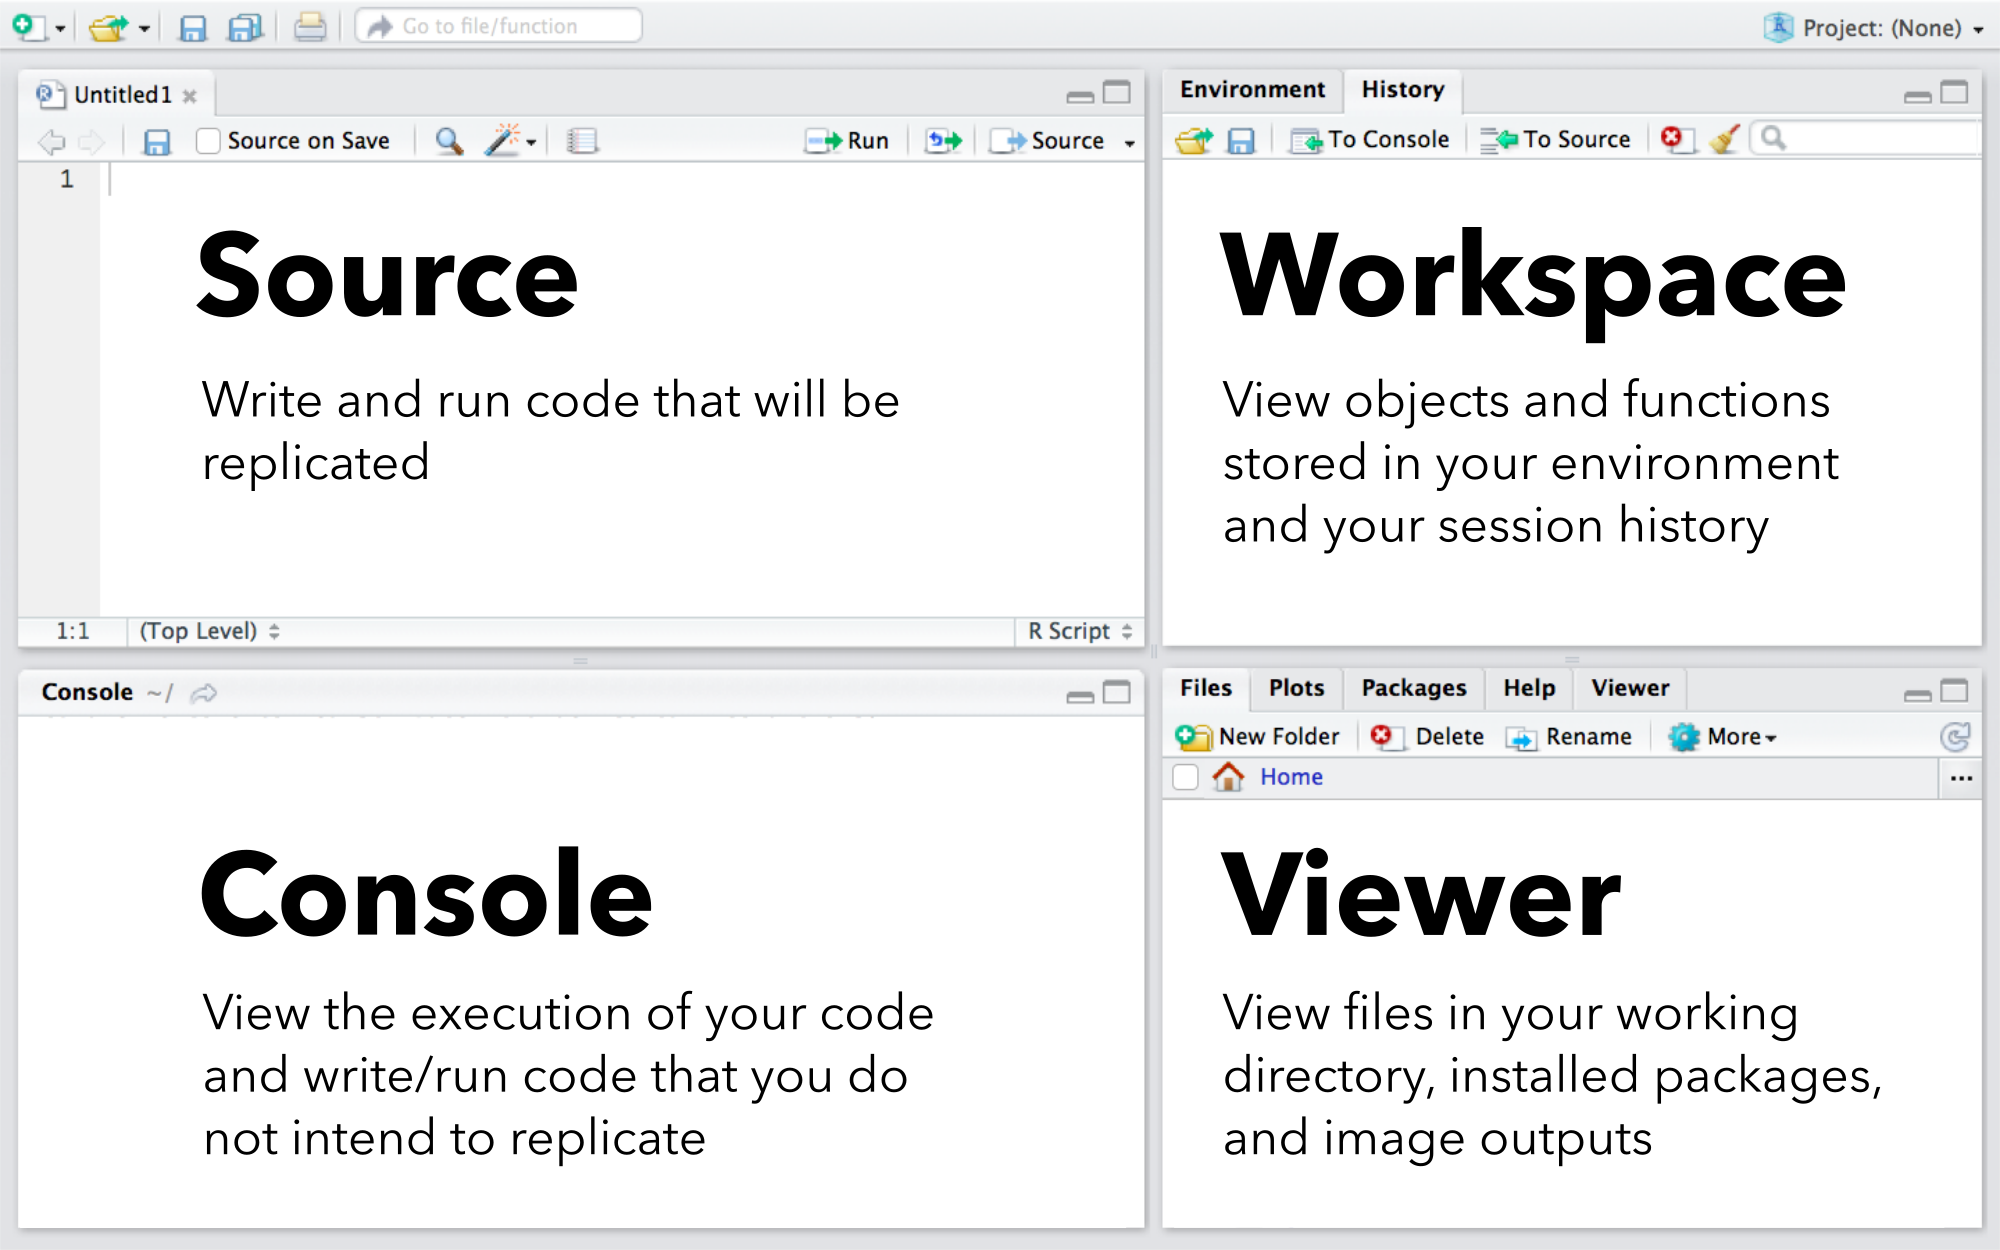 Go to file/function
Project: (None)
Untitled1
Source on Save
Run
Source
1
Source
Write and run code that will be
replicated
1:1
(Top Level)
R Script
Environment
History
To Console
To Source
Workspace
View objects and functions
stored in your environment
and your session history
Console ~/
Console
View the execution of your code
and write/run code that you do
not intend to replicate
Files
Plots
Packages
Help
Viewer
New Folder
Delete
Rename
More
Home
...
Viewer
View files in your working
directory, installed packages,
and image outputs